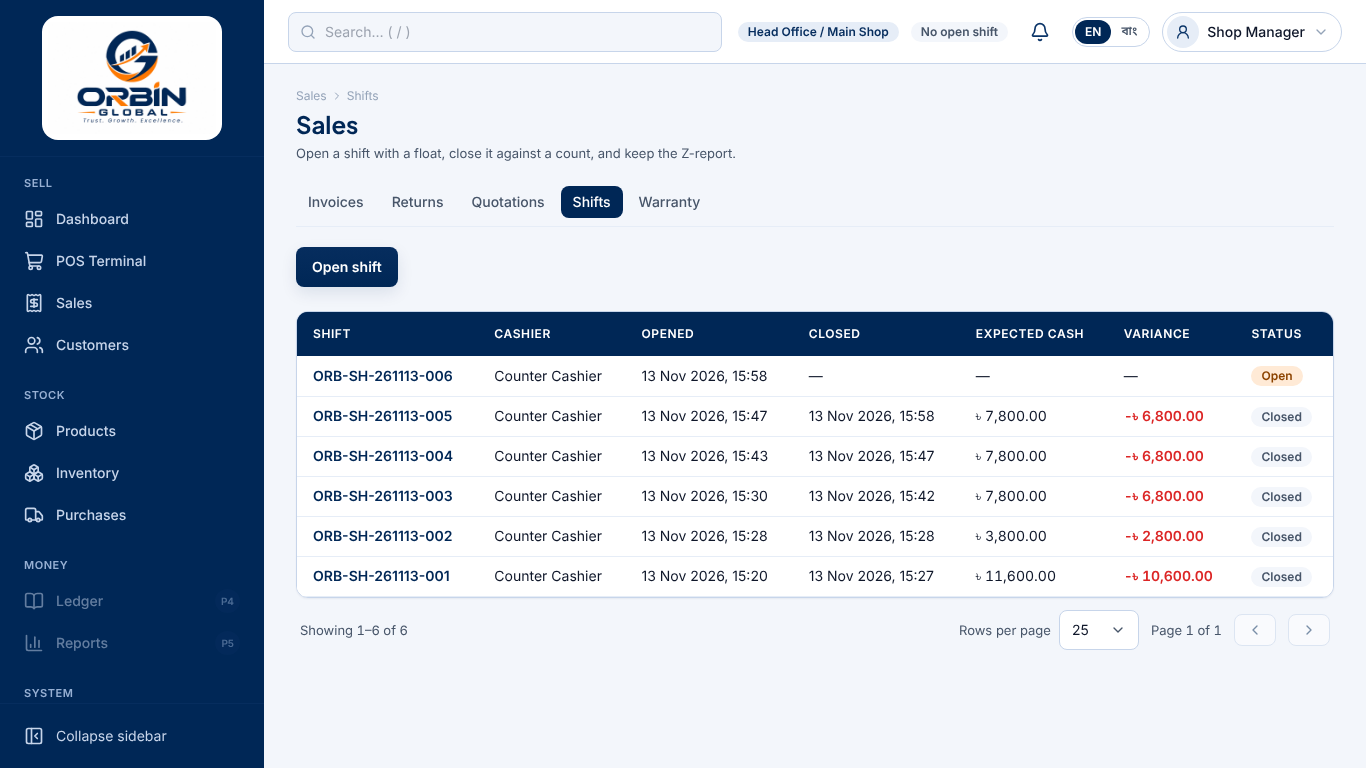 ORBIN
GLOBAL
Trust. Growth. Excellence.
SELL
Dashboard
POS Terminal
Sales
Customers
STOCK
Products
Inventory
Purchases
MONEY
Ledger P4
Reports P5
SYSTEM
Collapse sidebar
Search... ( / )
Head Office / Main Shop
No open shift
EN বাং
Shop Manager
Sales > Shifts
Sales
Open a shift with a float, close it against a count, and keep the Z-report.
Invoices Returns Quotations Shifts Warranty
Open shift
SHIFT CASHIER OPENED CLOSED EXPECTED CASH VARIANCE STATUS
ORB-SH-261113-006 Counter Cashier 13 Nov 2026, 15:58 — — — Open
ORB-SH-261113-005 Counter Cashier 13 Nov 2026, 15:47 13 Nov 2026, 15:58 ৳ 7,800.00 -৳ 6,800.00 Closed
ORB-SH-261113-004 Counter Cashier 13 Nov 2026, 15:43 13 Nov 2026, 15:47 ৳ 7,800.00 -৳ 6,800.00 Closed
ORB-SH-261113-003 Counter Cashier 13 Nov 2026, 15:30 13 Nov 2026, 15:42 ৳ 7,800.00 -৳ 6,800.00 Closed
ORB-SH-261113-002 Counter Cashier 13 Nov 2026, 15:28 13 Nov 2026, 15:28 ৳ 3,800.00 -৳ 2,800.00 Closed
ORB-SH-261113-001 Counter Cashier 13 Nov 2026, 15:20 13 Nov 2026, 15:27 ৳ 11,600.00 -৳ 10,600.00 Closed
Showing 1–6 of 6
Rows per page 25 Page 1 of 1